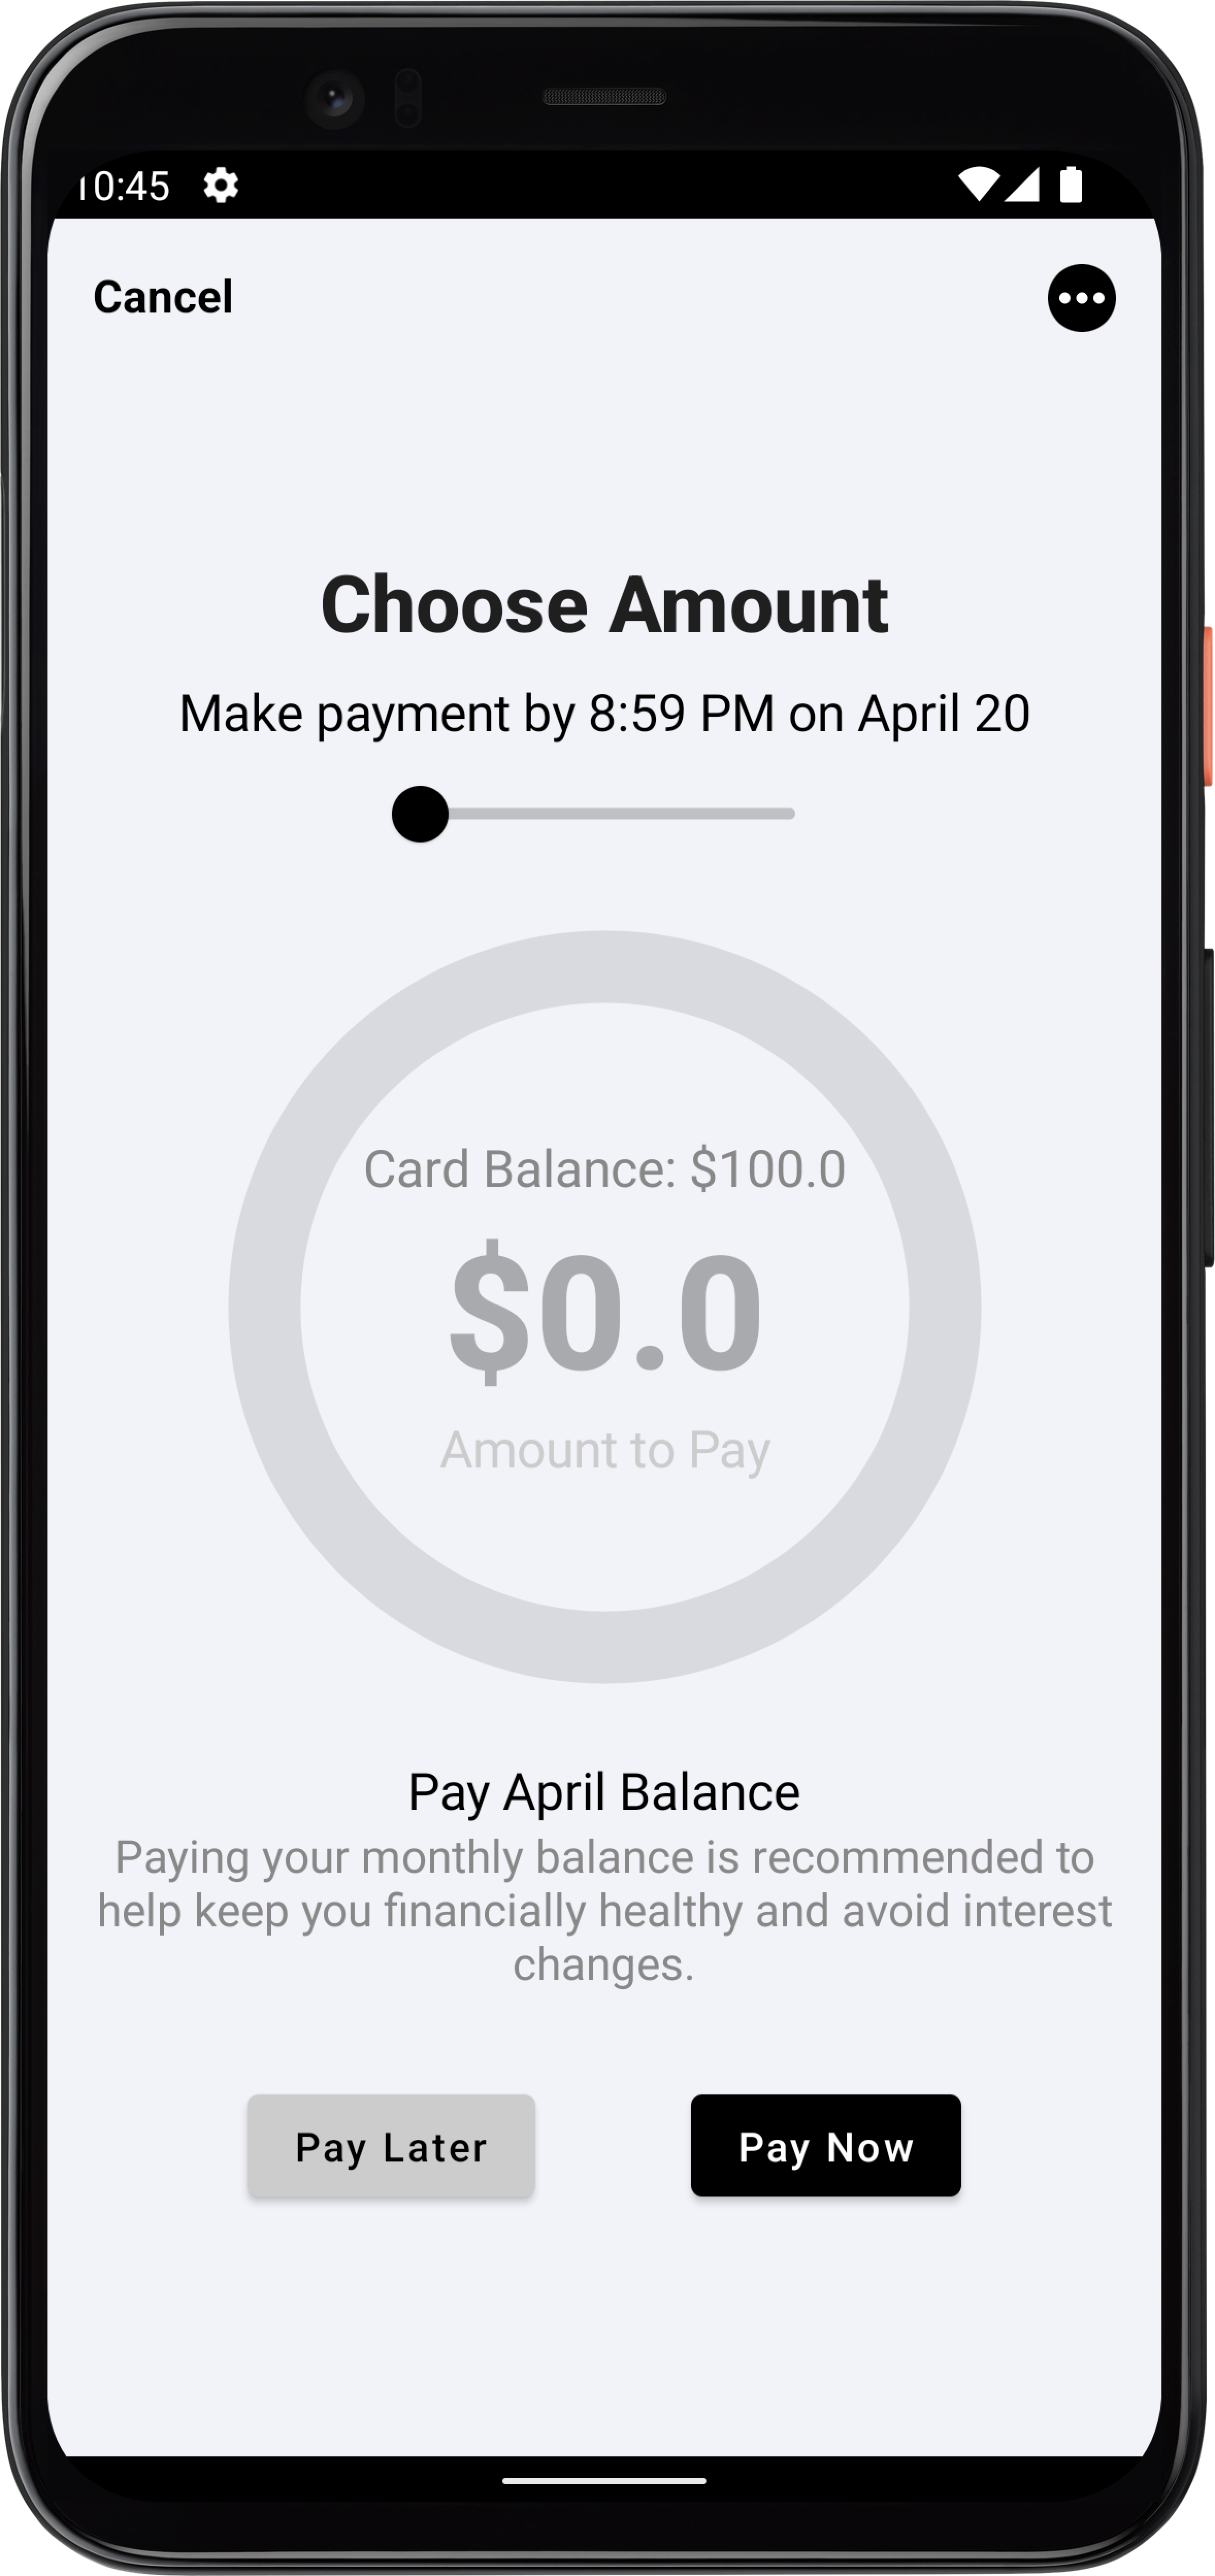 10:45
Cancel
Choose Amount
Make payment by 8:59 PM on April 20
Card Balance: $100.0
$0.0
Amount to Pay
Pay April Balance
Paying your monthly balance is recommended to
help keep you financially healthy and avoid interest
changes.
Pay Later
Pay Now